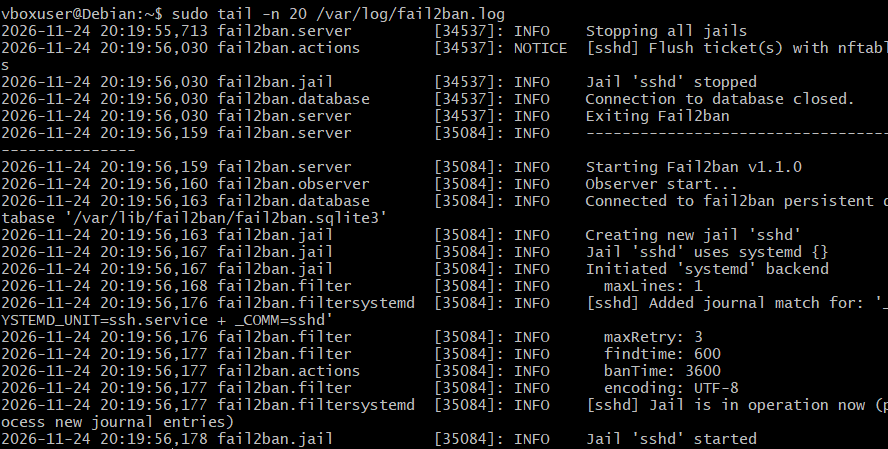 vboxuser@Debian:~$ sudo tail -n 20 /var/log/fail2ban.log
2026-11-24 20:19:55,713 fail2ban.server         [34537]: INFO    Stopping all jails
2026-11-24 20:19:56,030 fail2ban.actions        [34537]: NOTICE  [sshd] Flush ticket(s) with nftabl
s
2026-11-24 20:19:56,030 fail2ban.jail           [34537]: INFO    Jail 'sshd' stopped
2026-11-24 20:19:56,030 fail2ban.database       [34537]: INFO    Connection to database closed.
2026-11-24 20:19:56,030 fail2ban.server         [34537]: INFO    Exiting Fail2ban
2026-11-24 20:19:56,159 fail2ban.server         [35084]: INFO    -----------------------------------
---------------
2026-11-24 20:19:56,159 fail2ban.server         [35084]: INFO    Starting Fail2ban v1.1.0
2026-11-24 20:19:56,160 fail2ban.observer       [35084]: INFO    Observer start...
2026-11-24 20:19:56,163 fail2ban.database       [35084]: INFO    Connected to fail2ban persistent d
tabase '/var/lib/fail2ban/fail2ban.sqlite3'
2026-11-24 20:19:56,163 fail2ban.jail           [35084]: INFO    Creating new jail 'sshd'
2026-11-24 20:19:56,167 fail2ban.jail           [35084]: INFO    Jail 'sshd' uses systemd {}
2026-11-24 20:19:56,167 fail2ban.jail           [35084]: INFO    Initiated 'systemd' backend
2026-11-24 20:19:56,168 fail2ban.filter         [35084]: INFO      maxLines: 1
2026-11-24 20:19:56,176 fail2ban.filtersystemd  [35084]: INFO    [sshd] Added journal match for: '_
YSTEMD_UNIT=ssh.service + _COMM=sshd'
2026-11-24 20:19:56,176 fail2ban.filter         [35084]: INFO      maxRetry: 3
2026-11-24 20:19:56,177 fail2ban.filter         [35084]: INFO      findtime: 600
2026-11-24 20:19:56,177 fail2ban.actions        [35084]: INFO      banTime: 3600
2026-11-24 20:19:56,177 fail2ban.filter         [35084]: INFO      encoding: UTF-8
2026-11-24 20:19:56,177 fail2ban.filtersystemd  [35084]: INFO    [sshd] Jail is in operation now (p
ocess new journal entries)
2026-11-24 20:19:56,178 fail2ban.jail           [35084]: INFO    Jail 'sshd' started